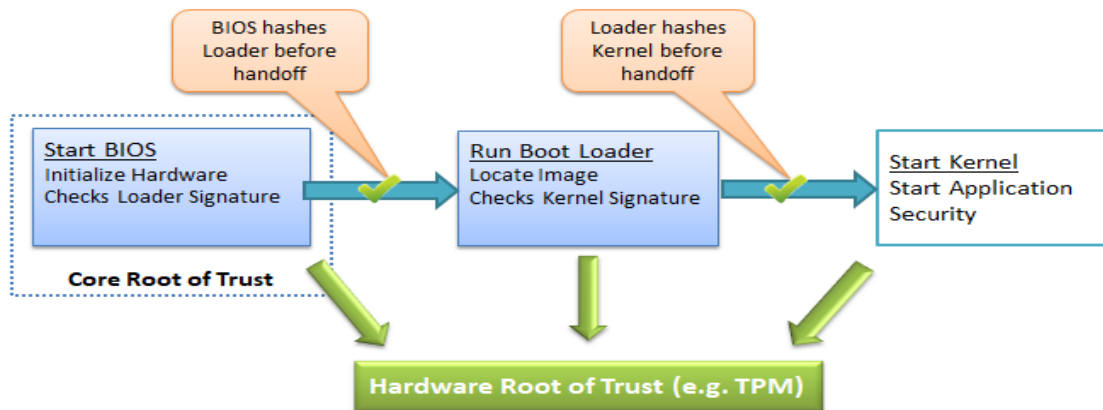 BIOS hashes
Loader before
handoff
Loader hashes
Kernel before
handoff
Start BIOS
Initialize Hardware
Checks Loader Signature
Run Boot Loader
Locate Image
Checks Kernel Signature
Start Kernel
Start Application
Security
Core Root of Trust
Hardware Root of Trust (e.g. TPM)